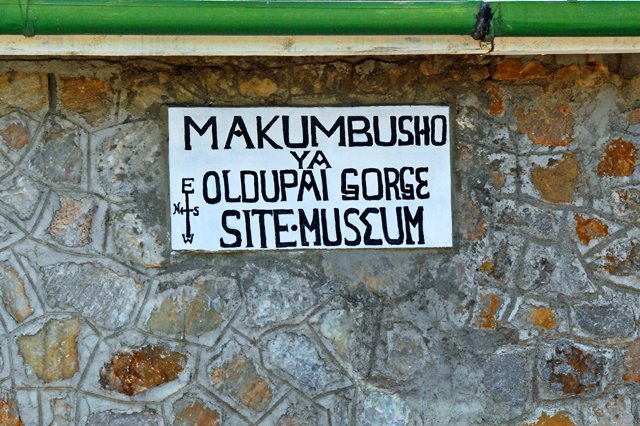 MAKUMBUSHO
YA
OLDUPAI GORGE
SITE·MUSEUM
E
N S
W